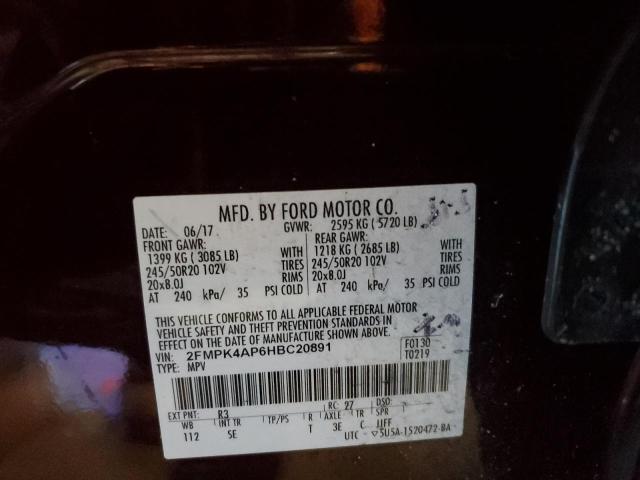 MFD. BY FORD MOTOR CO.
DATE: 06/17 GVWR: 2595 KG ( 5720 LB)
FRONT GAWR: REAR GAWR:
1399 KG ( 3085 LB) WITH 1218 KG ( 2685 LB) WITH
245/50R20 102V TIRES 245/50R20 102V TIRES
20x8.0J RIMS 20x8.0J RIMS
AT 240 kPa/ 35 PSI COLD AT 240 kPa/ 35 PSI COLD
THIS VEHICLE CONFORMS TO ALL APPLICABLE FEDERAL MOTOR
VEHICLE SAFETY AND THEFT PREVENTION STANDARDS IN
EFFECT ON THE DATE OF MANUFACTURE SHOWN ABOVE.
VIN: 2FMPK4AP6HBC20891 F0130
TYPE: MPV T0219
EXT PNT: R3 RC: 27 DSO:
WB INT TR TP/PS R AXLE TR SPR
112 SE T 3E C JJFF
UTC ▽5U5A-1520472-BA